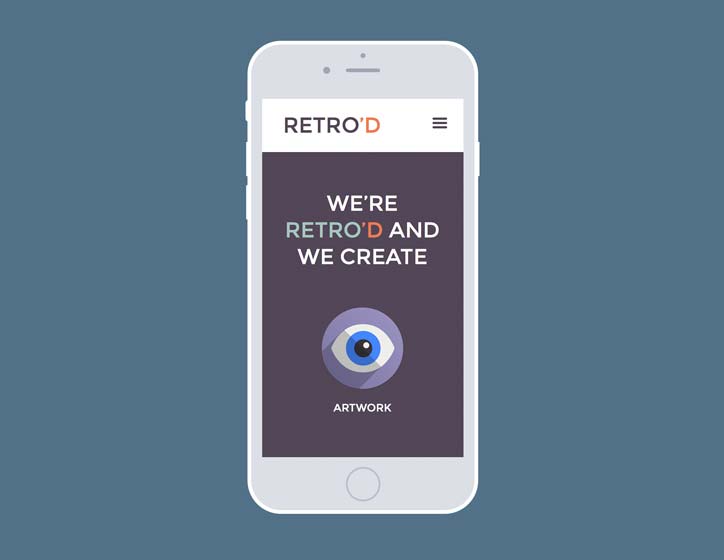 RETRO'D
WE'RE
RETRO'D AND
WE CREATE
ARTWORK